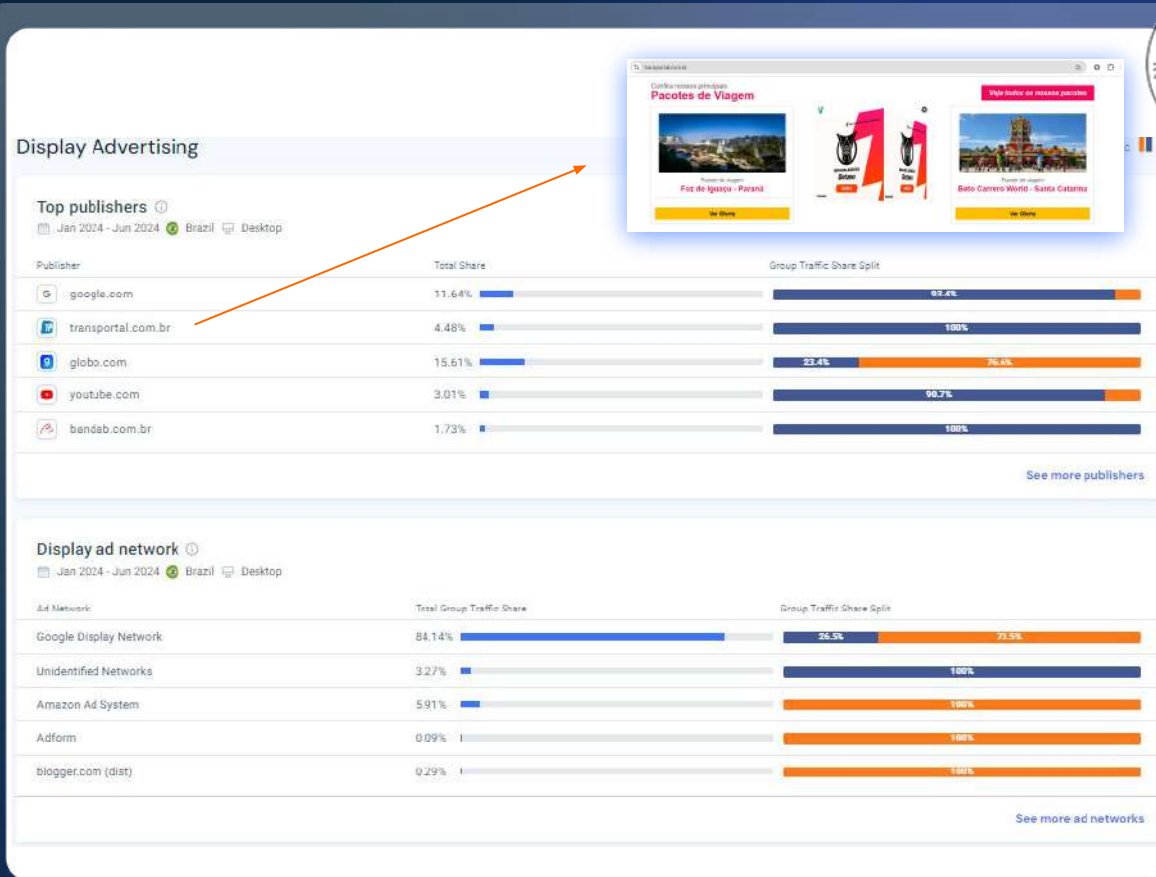 Confira nossos principais
Pacotes de Viagem
Veja todos os nossos pacotes
Pacote de viagem
Foz de Iguaçu - Paraná
Ver Oferta
Betano
Pacote de viagem
Beto Carrero World - Santa Catarina
Ver Oferta
Display Advertising
Top publishers
Jan 2024 - Jun 2024 Brazil Desktop
Publisher Total Share Group Traffic Share Split
google.com 11.64% 93.4%
transportal.com.br 4.48% 100%
globo.com 15.61% 23.4% 76.6%
youtube.com 3.01% 90.7%
bandab.com.br 1.73% 100%
See more publishers
Display ad network
Jan 2024 - Jun 2024 Brazil Desktop
Ad Network Total Group Traffic Share Group Traffic Share Split
Google Display Network 84.14% 26.5% 73.5%
Unidentified Networks 3.27% 100%
Amazon Ad System 5.91% 100%
Adform 0.09% 100%
blogger.com (dist) 0.29% 100%
See more ad networks